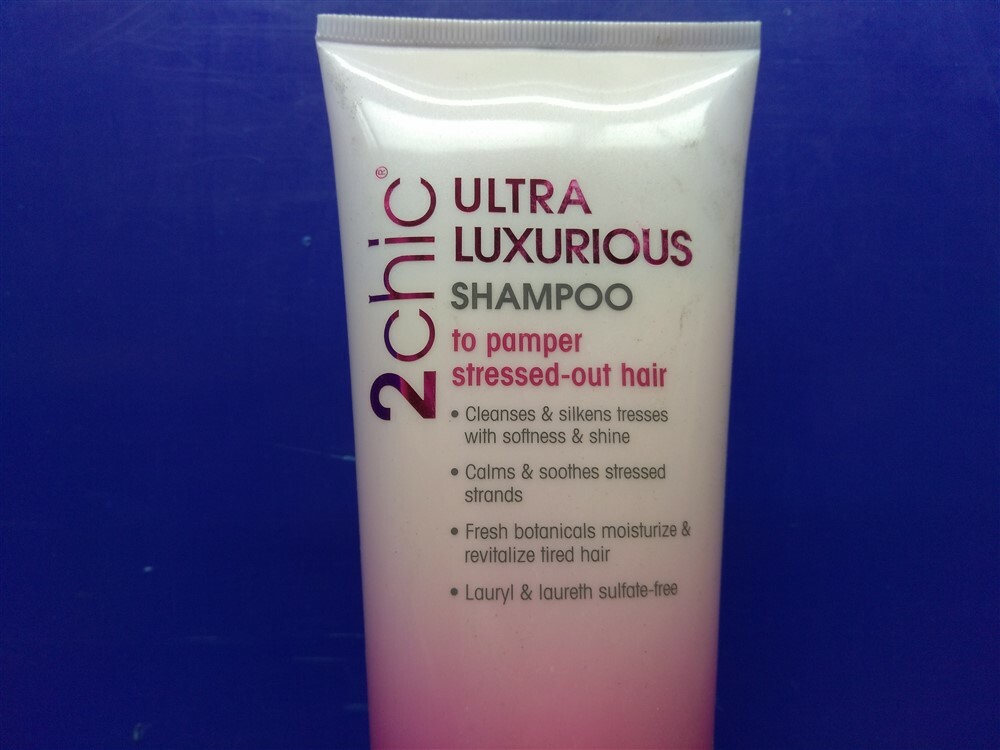 2chic®
ULTRA
LUXURIOUS
SHAMPOO
to pamper
stressed-out hair
• Cleanses & silkens tresses
with softness & shine
• Calms & soothes stressed
strands
• Fresh botanicals moisturize &
revitalize tired hair
• Lauryl & laureth sulfate-free